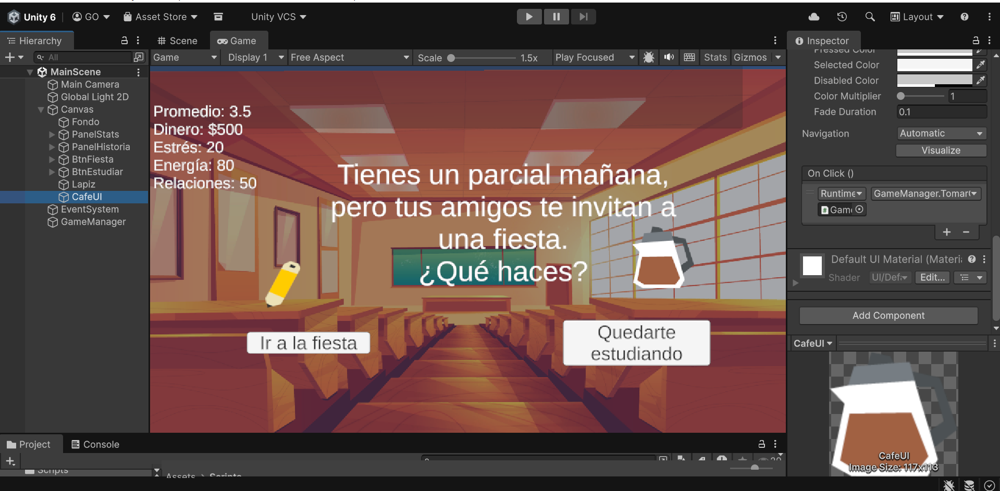 Unity 6 GO Asset Store Unity VCS Layout
Hierarchy Scene Game Inspector
All Game Display 1 Free Aspect Scale 1.5x Play Focused Stats Gizmos
Pressed Color
MainScene
Main Camera
Global Light 2D
Canvas
Fondo
PanelStats
PanelHistoria
BtnFiesta
BtnEstudiar
Lapiz
CafeUI
EventSystem
GameManager
Promedio: 3.5
Dinero: $500
Estrés: 20
Energía: 80
Relaciones: 50
Tienes un parcial mañana,
pero tus amigos te invitan a
una fiesta.
¿Qué haces?
Ir a la fiesta
Quedarte
estudiando
Selected Color
Disabled Color
Color Multiplier 1
Fade Duration 0.1
Navigation Automatic
Visualize
On Click ()
Runtime GameManager.Tomar
Gam
Default UI Material (Materi
Shader UI/Def Edit...
Add Component
CafeUI
CafeUI
Image Size: 117x113
Project Console
Scripts
Assets > Scripts